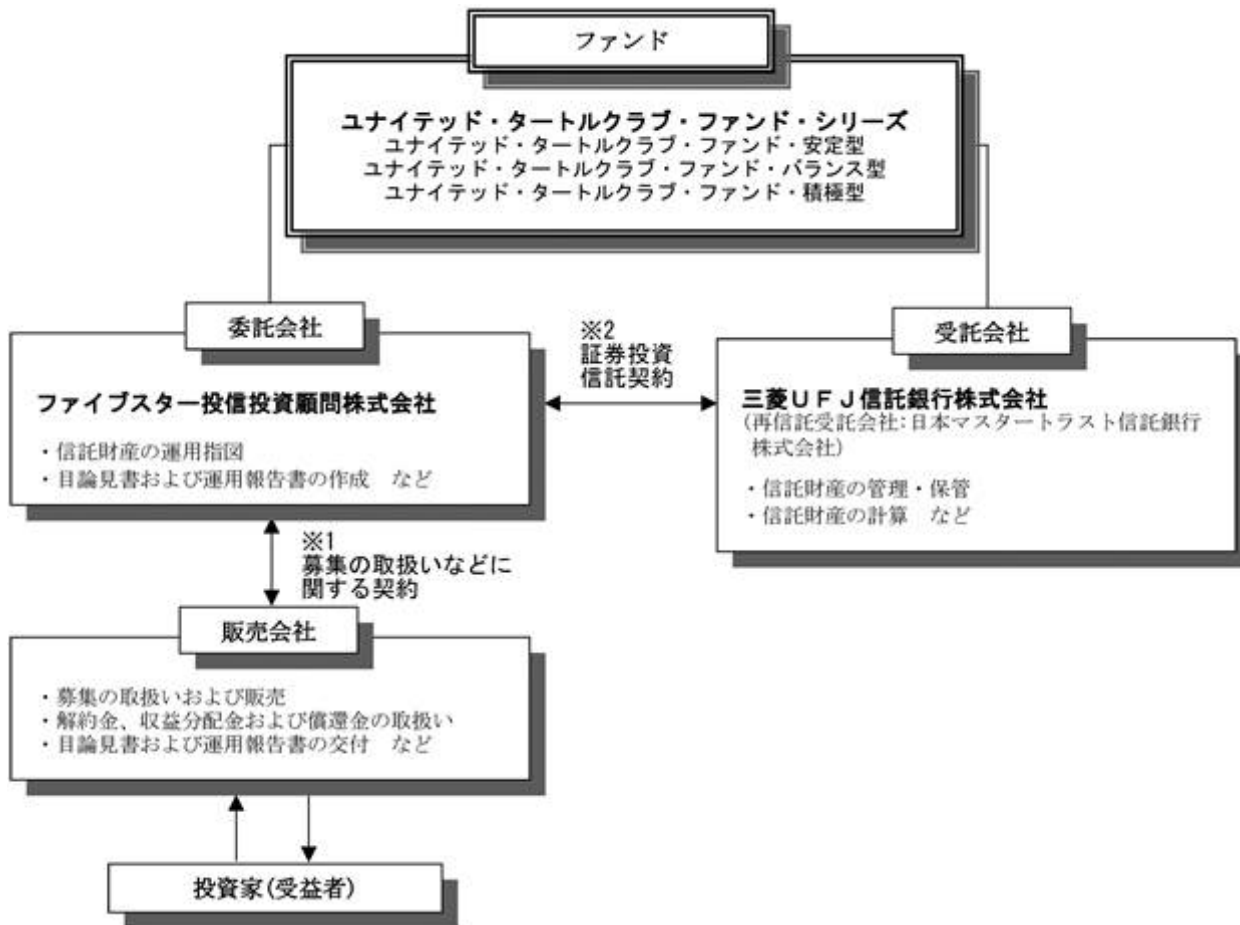 ファンド
ユナイテッド・タートルクラブ・ファンド・シリーズ
ユナイテッド・タートルクラブ・ファンド・安定型
ユナイテッド・タートルクラブ・ファンド・バランス型
ユナイテッド・タートルクラブ・ファンド・積極型
委託会社
ファイブスター投信投資顧問株式会社
・信託財産の運用指図
・目論見書および運用報告書の作成　など
※2
証券投資
信託契約
受託会社
三菱ＵＦＪ信託銀行株式会社
(再信託受託会社：日本マスタートラスト信託銀行
株式会社)
・信託財産の管理・保管
・信託財産の計算　など
※1
募集の取扱いなどに
関する契約
販売会社
・募集の取扱いおよび販売
・解約金、収益分配金および償還金の取扱い
・目論見書および運用報告書の交付　など
投資家(受益者)